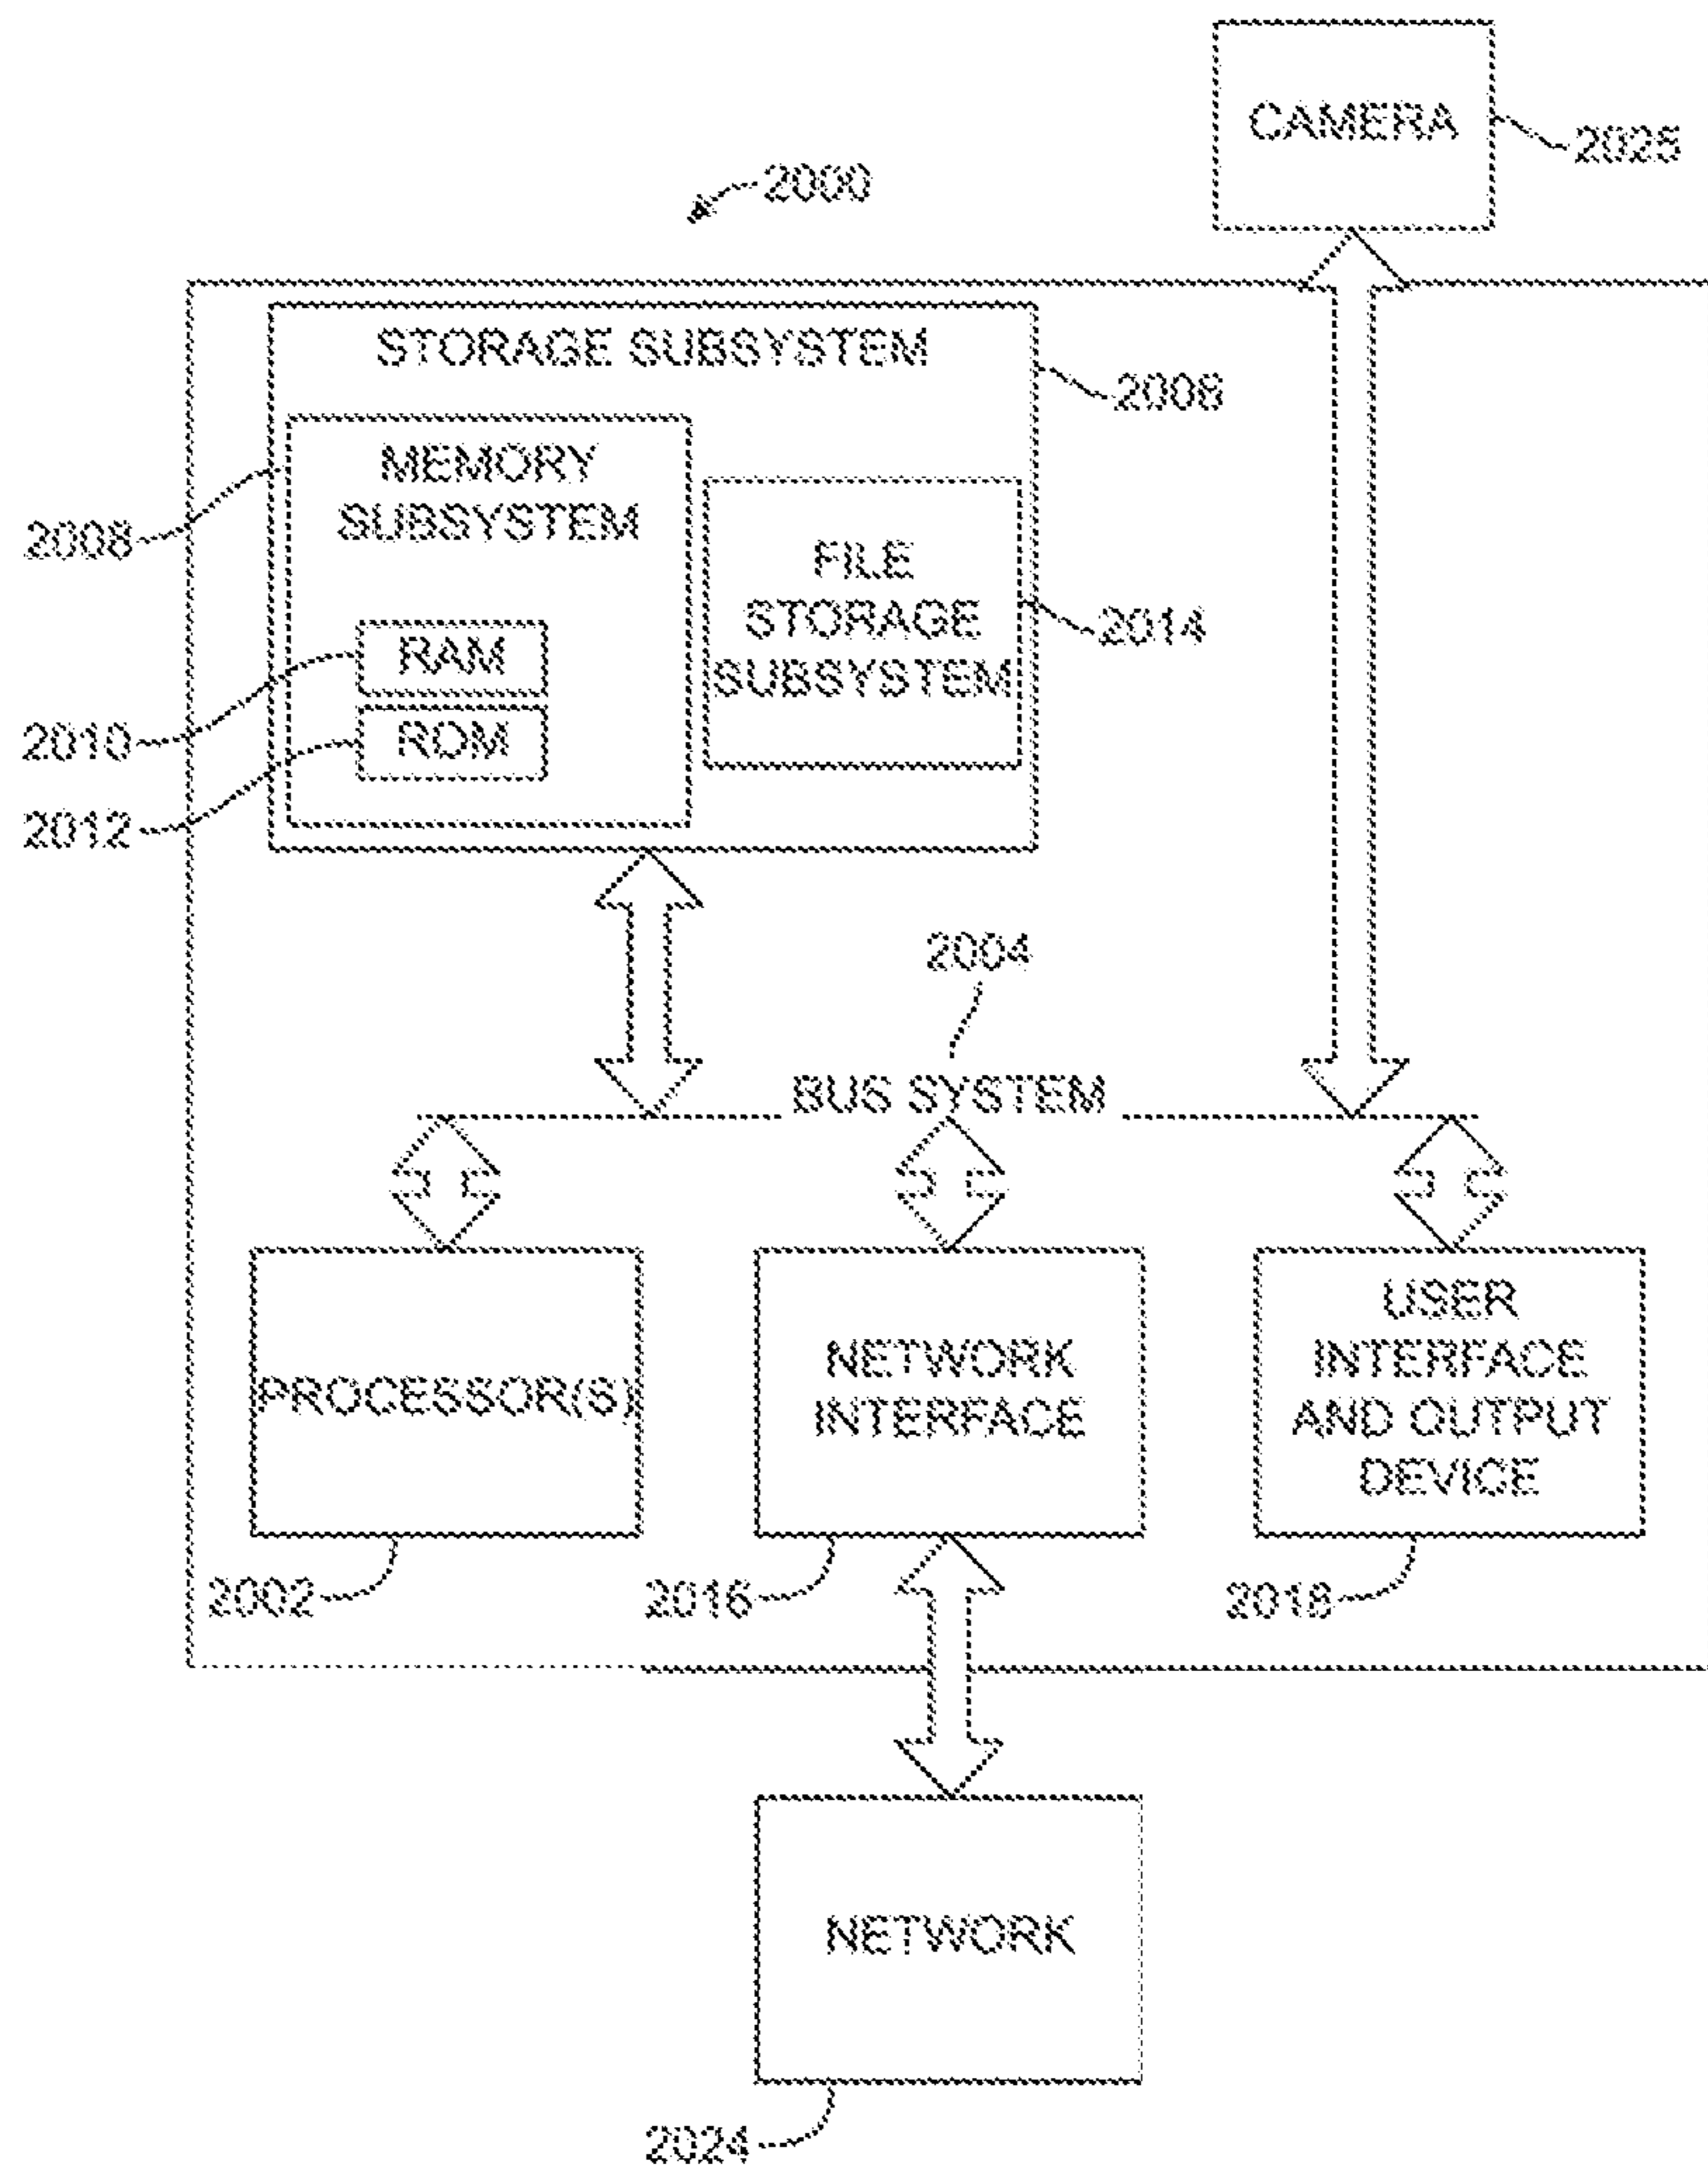 CAMERA
2025
2000
STORAGE SUBSYSTEM
2006
MEMORY
SUBSYSTEM
2008
FILE
STORAGE
SUBSYSTEM
2014
RAM
2010
ROM
2012
2004
BUS SYSTEM
PROCESSOR(S)
NETWORK
INTERFACE
USER
INTERFACE
AND OUTPUT
DEVICE
2002
2016
2018
NETWORK
2024